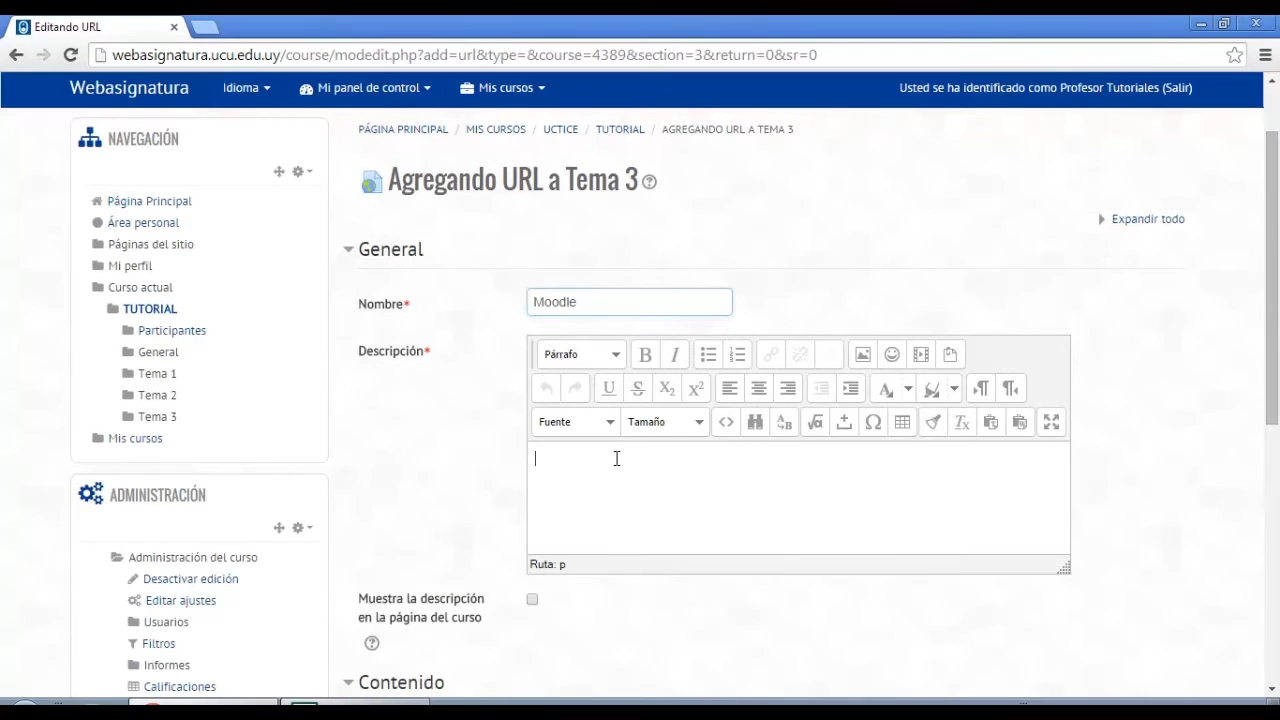 Editando URL
webasignatura.ucu.edu.uy/course/modedit.php?add=url&type=&course=4389&section=3&return=0&sr=0
Webasignatura Idioma Mi panel de control Mis cursos Usted se ha identificado como Profesor Tutoriales (Salir)
NAVEGACIÓN
Página Principal
Área personal
Páginas del sitio
Mi perfil
Curso actual
TUTORIAL
Participantes
General
Tema 1
Tema 2
Tema 3
Mis cursos
ADMINISTRACIÓN
Administración del curso
Desactivar edición
Editar ajustes
Usuarios
Filtros
Informes
Calificaciones
PÁGINA PRINCIPAL / MIS CURSOS / UCTICE / TUTORIAL / AGREGANDO URL A TEMA 3
Agregando URL a Tema 3
Expandir todo
General
Nombre* Moodle
Descripción*
Párrafo
Fuente Tamaño
Ruta: p
Muestra la descripción
en la página del curso
Contenido